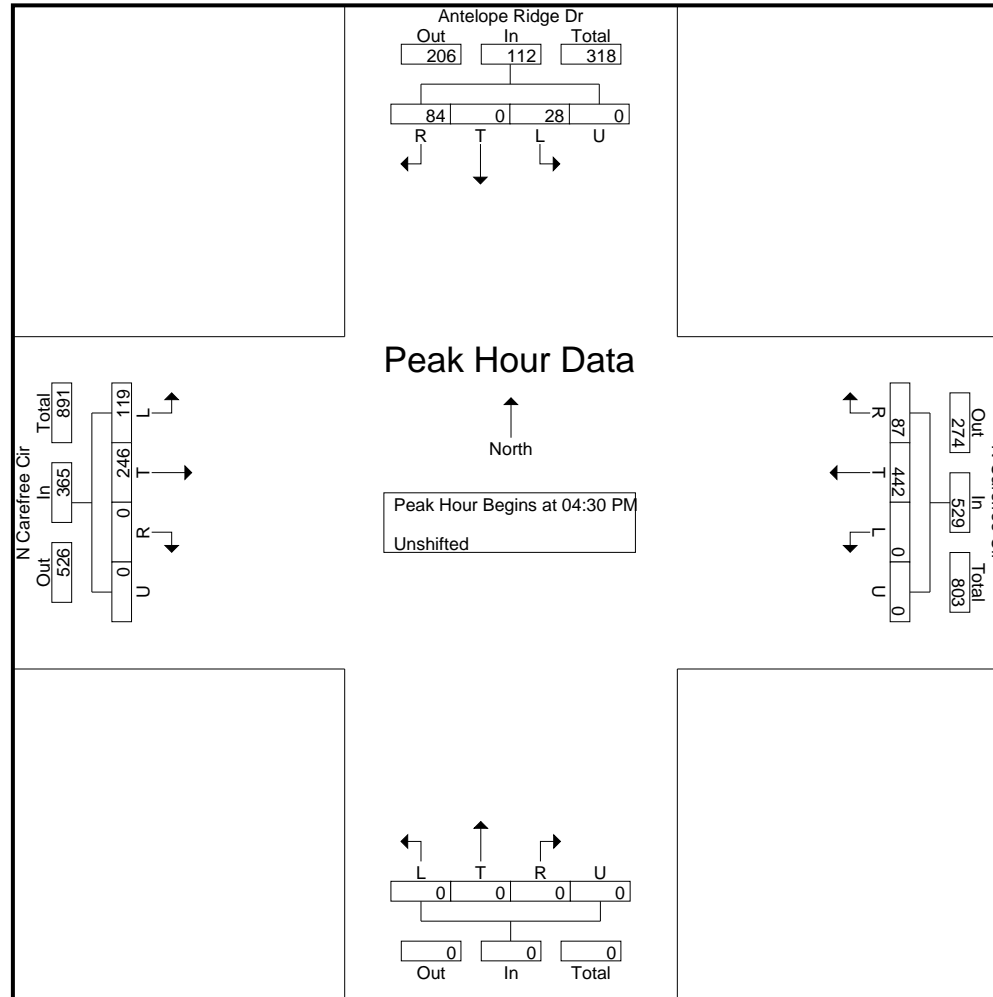 Antelope Ridge Dr
Out In Total
206 112 318
84 0 28 0
R T L U
Peak Hour Data
North
Peak Hour Begins at 04:30 PM
Unshifted
N Carefree Cir
Total In Out
891 365 526
119 246 0 0
L T R U
R T L U
87 442 0 0
Out In Total
274 529 803
L T R U
0 0 0 0
0 0 0
Out In Total